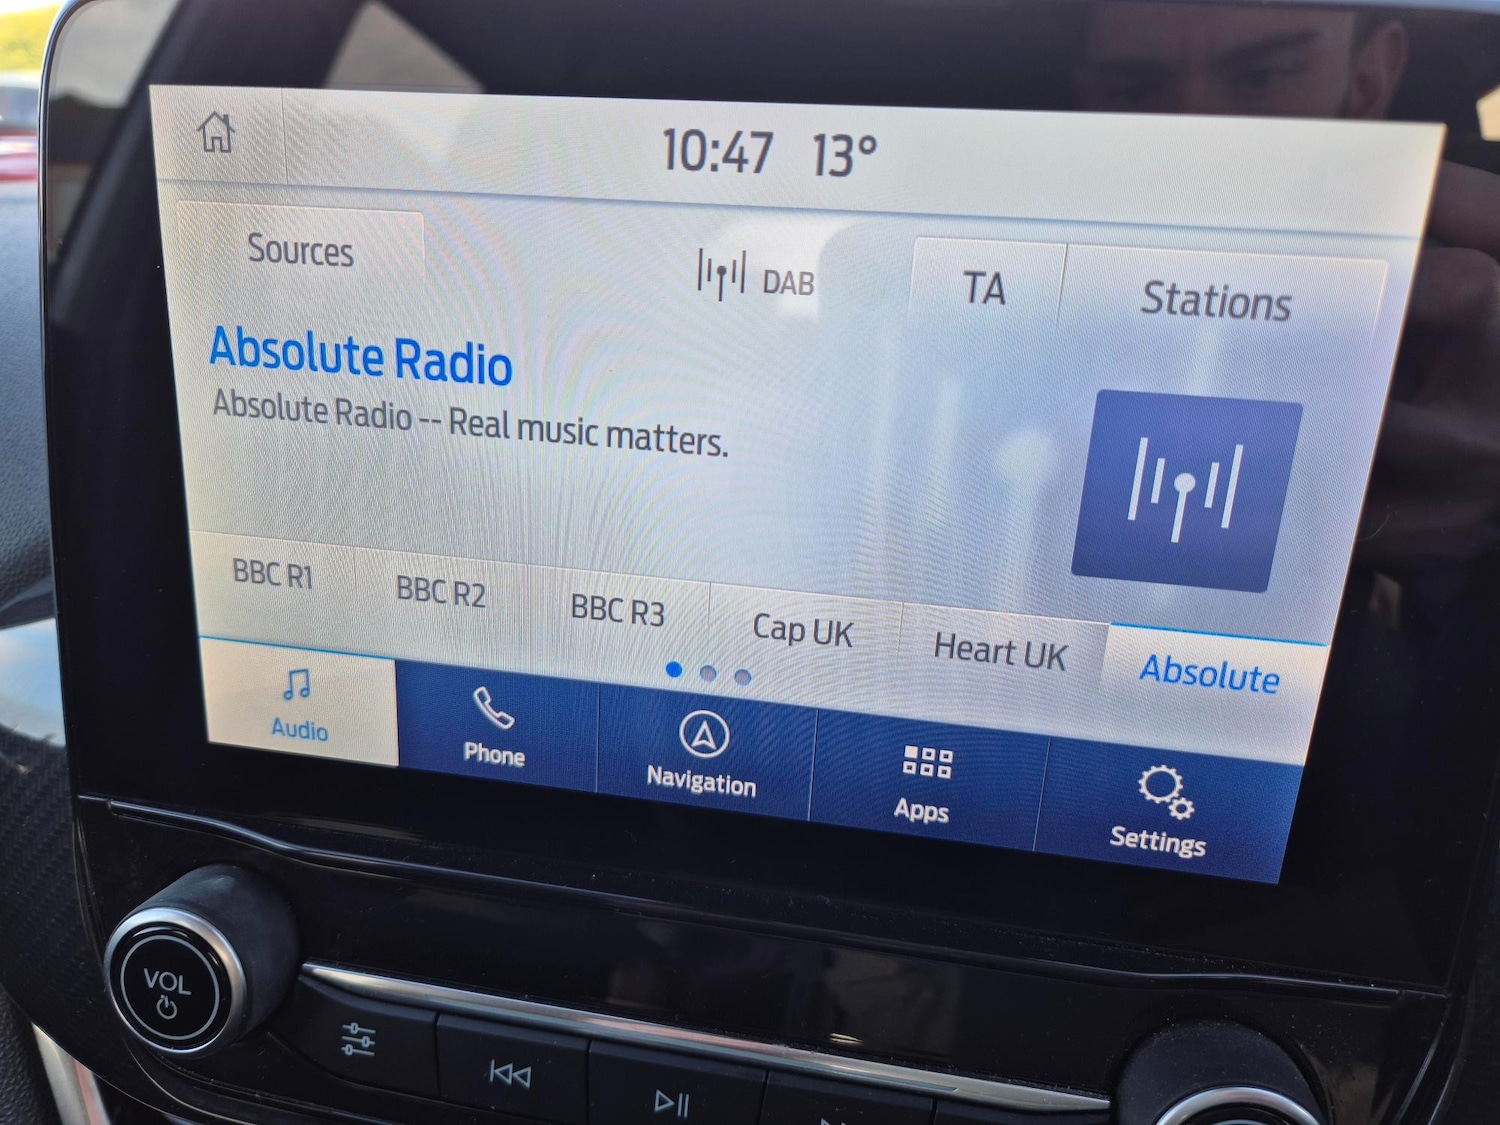 10:47 13°
Sources
DAB
TA
Stations
Absolute Radio
Absolute Radio -- Real music matters.
BBC R1
BBC R2
BBC R3
Cap UK
Heart UK
Absolute
Audio
Phone
Navigation
Apps
Settings
VOL